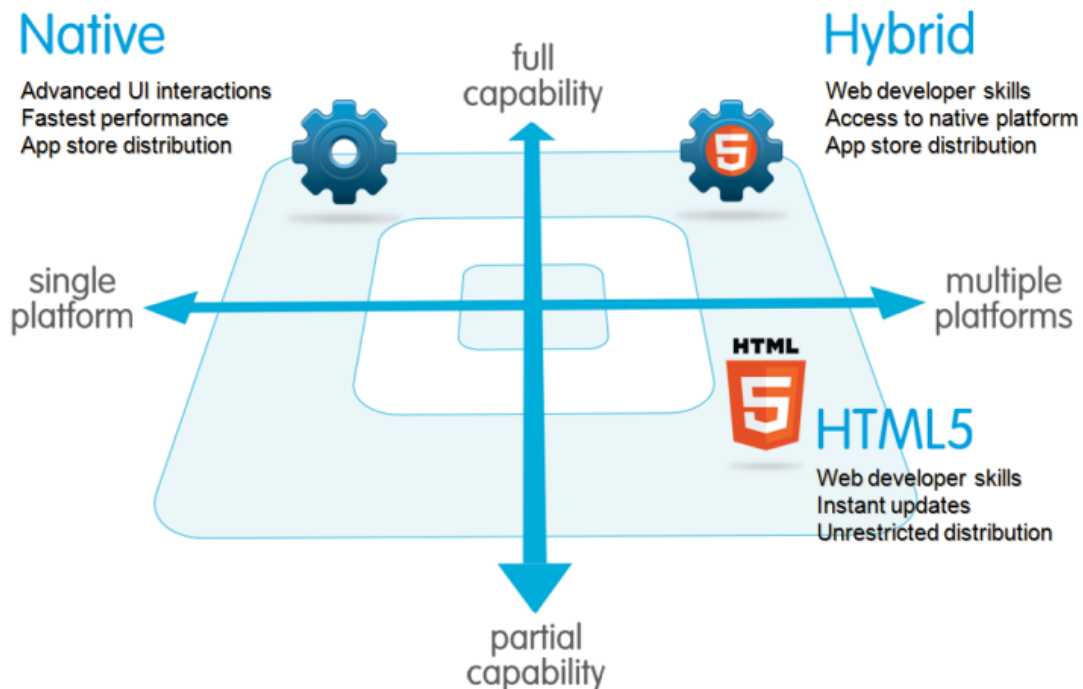 Native
Advanced UI interactions
Fastest performance
App store distribution
full
capability
Hybrid
Web developer skills
Access to native platform
App store distribution
5
single
platform
multiple
platforms
HTML
5
HTML5
Web developer skills
Instant updates
Unrestricted distribution
partial
capability